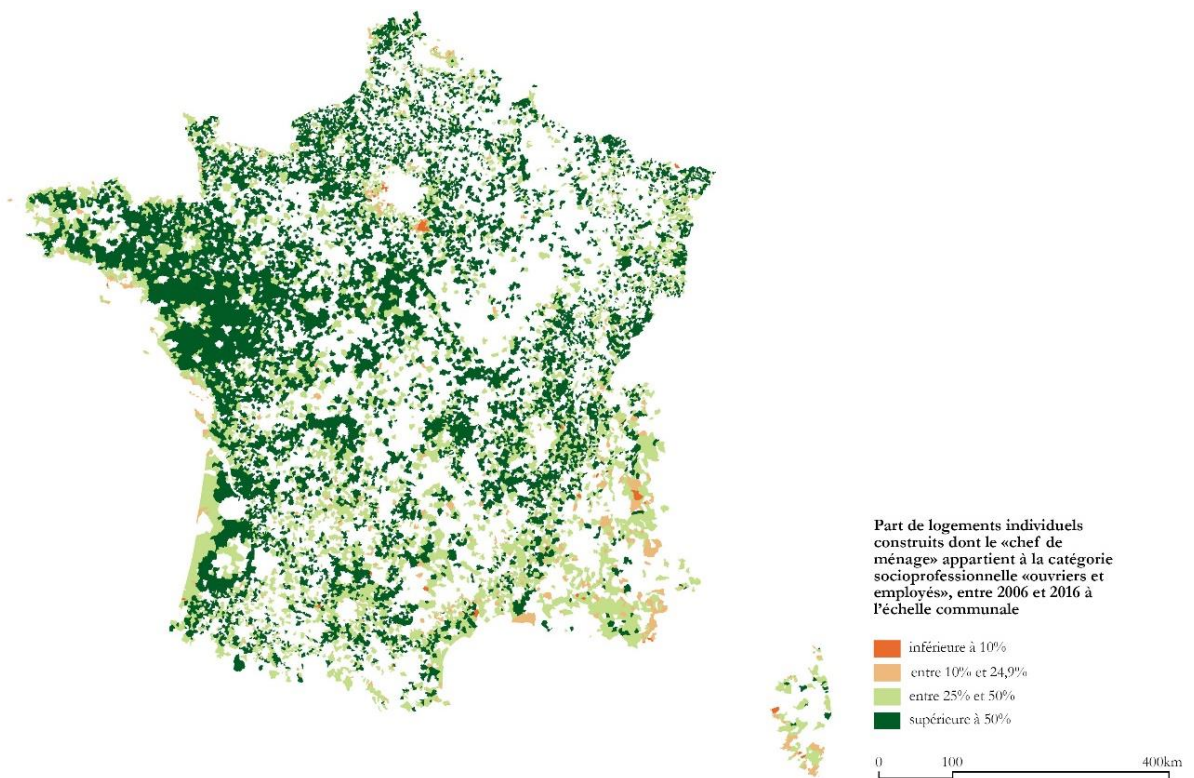 Part de logements individuels
construits dont le «chef de
ménage» appartient à la catégorie
socioprofessionnelle «ouvriers et
employés», entre 2006 et 2016 à
l'échelle communale
inférieure à 10%
entre 10% et 24,9%
entre 25% et 50%
supérieure à 50%
0 100 400km